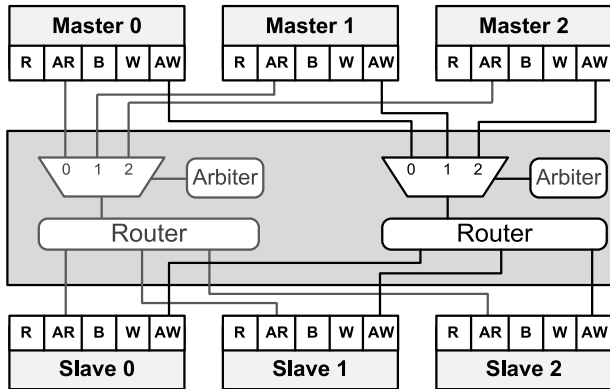 Master 0 Master 1 Master 2
R AR B W AW R AR B W AW R AR B W AW
0 1 2 Arbiter 0 1 2 Arbiter
Router Router
R AR B W AW R AR B W AW R AR B W AW
Slave 0 Slave 1 Slave 2